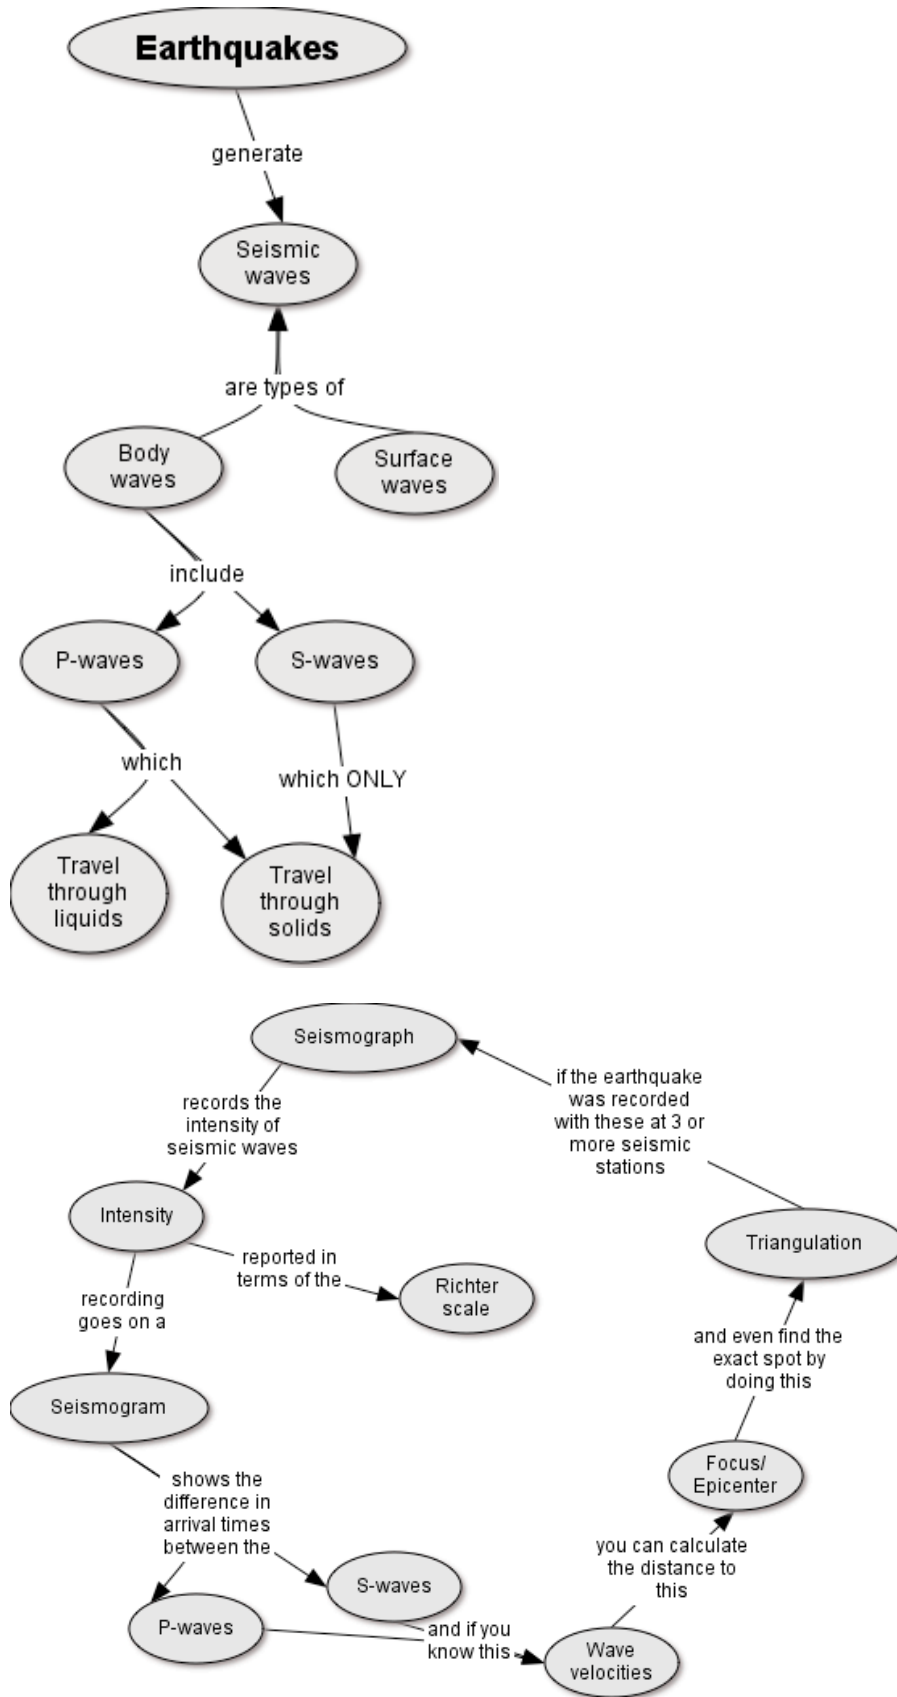 Earthquakes
generate
Seismic
waves
are types of
Body
waves
Surface
waves
include
P-waves
S-waves
which
which ONLY
Travel
through
liquids
Travel
through
solids
Seismograph
if the earthquake
was recorded
with these at 3 or
more seismic
stations
records the
intensity of
seismic waves
Intensity
reported in
terms of the
Richter
scale
Triangulation
recording
goes on a
and even find the
exact spot by
doing this
Seismogram
Focus/
Epicenter
shows the
difference in
arrival times
between the
you can calculate
the distance to
this
S-waves
P-waves
and if you
know this
Wave
velocities